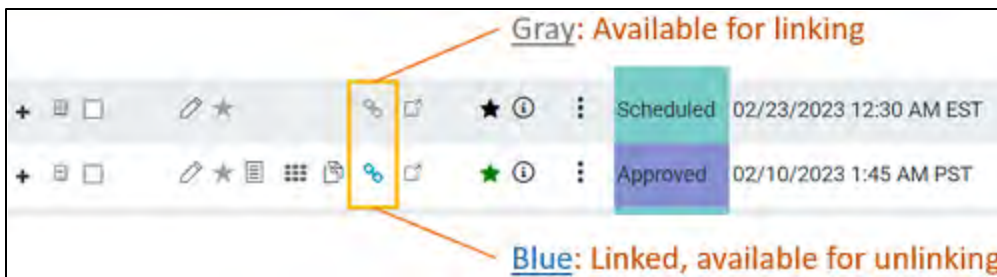 Gray: Available for linking
Scheduled 02/23/2023 12:30 AM EST
Approved 02/10/2023 1:45 AM PST
Blue: Linked, available for unlinking